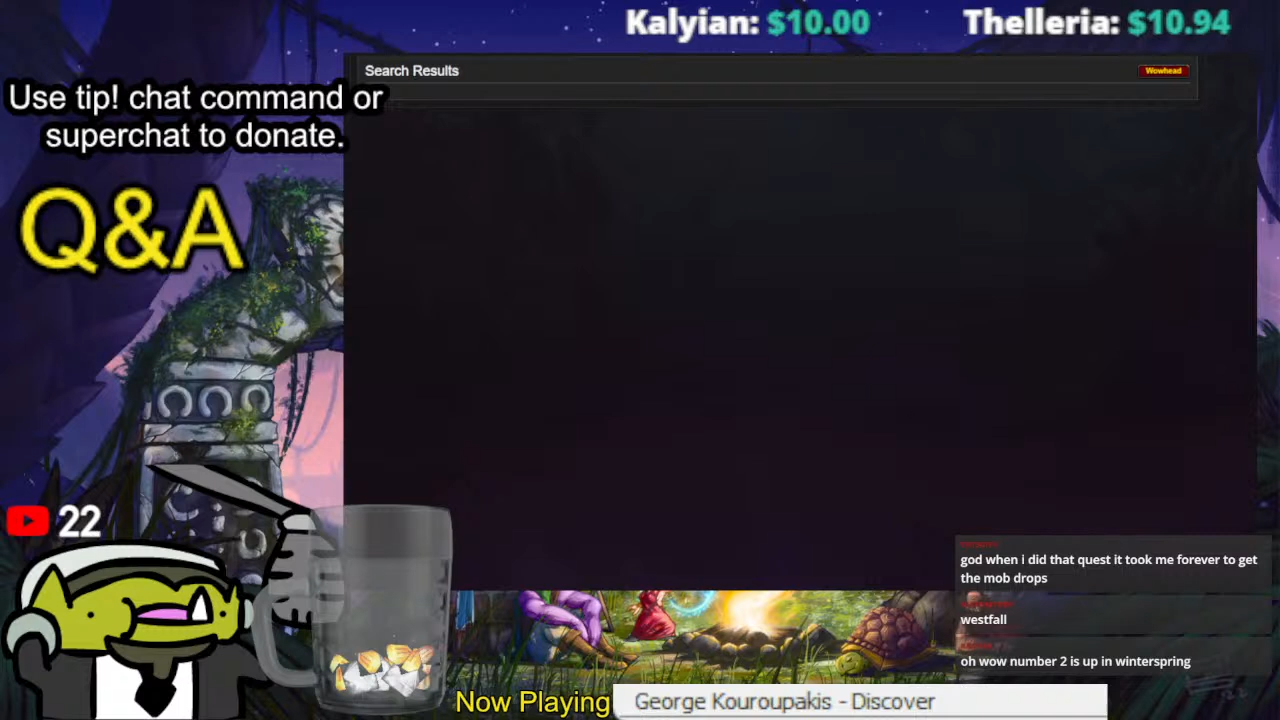 Kalyian: $10.00 Thelleria: $10.94
Search Results
Wowhead
Use tip! chat command or
superchat to donate.
Q&A
22
god when i did that quest it took me forever to get
the mob drops
westfall
oh wow number 2 is up in winterspring
Now Playing George Kouroupakis - Discover